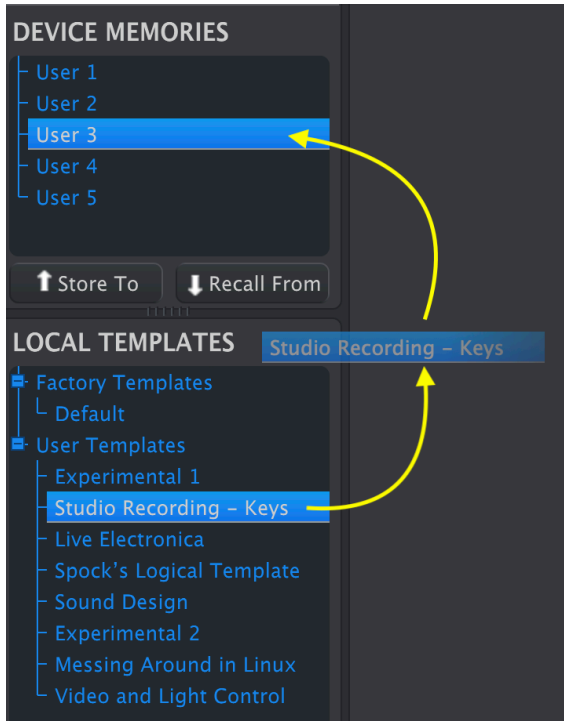 DEVICE MEMORIES
User 1
User 2
User 3
User 4
User 5
Store To
Recall From
LOCAL TEMPLATES
Studio Recording – Keys
Factory Templates
Default
User Templates
Experimental 1
Studio Recording – Keys
Live Electronica
Spock's Logical Template
Sound Design
Experimental 2
Messing Around in Linux
Video and Light Control